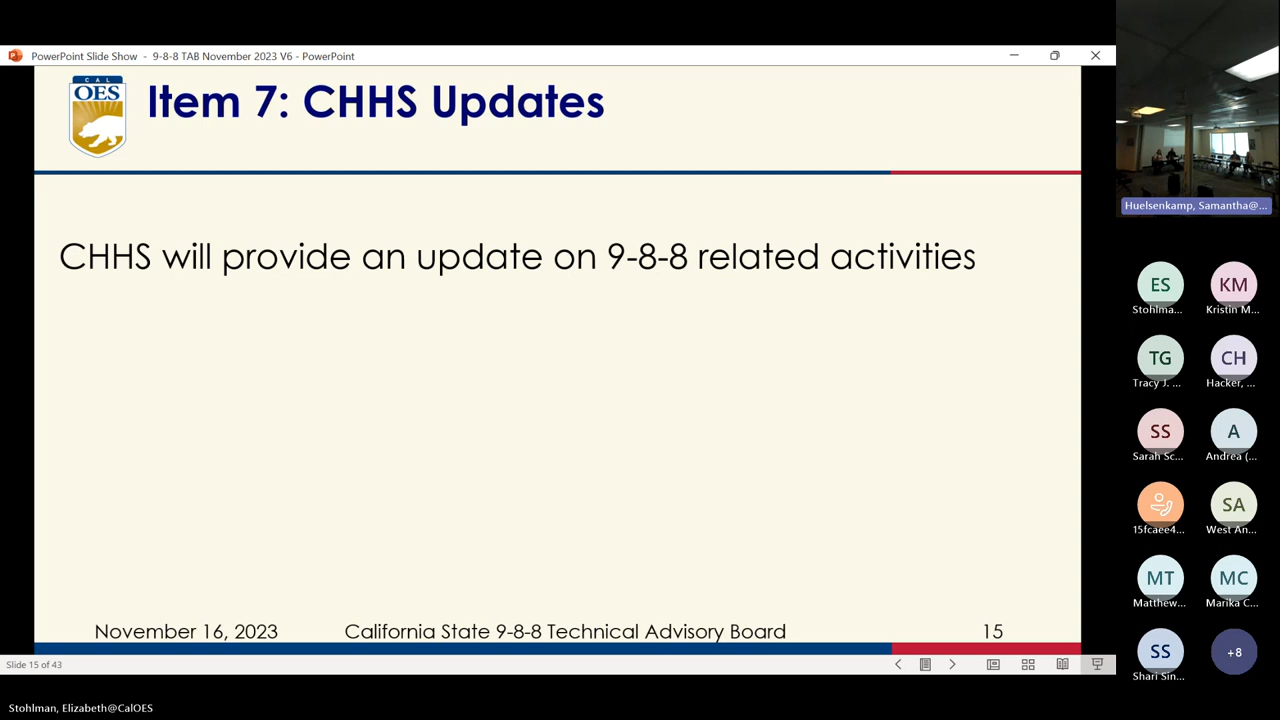 PowerPoint Slide Show - 9-8-8 TAB November 2023 V6 - PowerPoint
CAL
OES
Item 7: CHHS Updates
CHHS will provide an update on 9-8-8 related activities
November 16, 2023
California State 9-8-8 Technical Advisory Board
15
Slide 15 of 43
Stohlman, Elizabeth@CalOES
Huelsenkamp, Samantha@...
ES
Stohlma...
KM
Kristin M...
TG
Tracy J. ...
CH
Hacker, ...
SS
Sarah Sc...
A
Andrea (...
15fcaee4...
SA
West An...
MT
Matthew...
MC
Marika C...
SS
Shari Sin...
+8